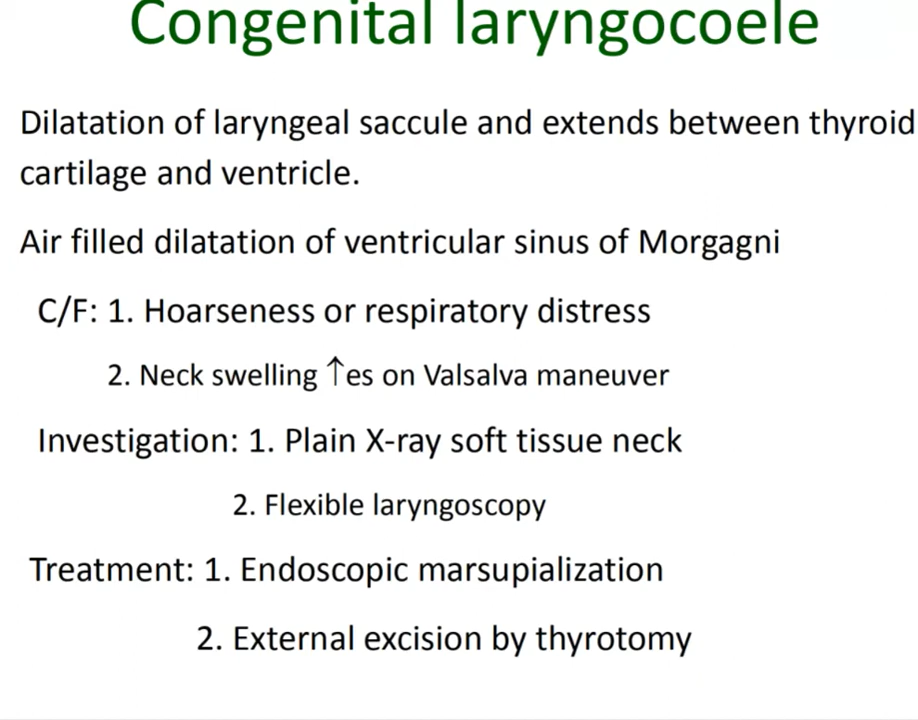 Congenital laryngocoele
Dilatation of laryngeal saccule and extends between thyroid
cartilage and ventricle.
Air filled dilatation of ventricular sinus of Morgagni
C/F: 1. Hoarseness or respiratory distress
2. Neck swelling ↑es on Valsalva maneuver
Investigation: 1. Plain X-ray soft tissue neck
2. Flexible laryngoscopy
Treatment: 1. Endoscopic marsupialization
2. External excision by thyrotomy